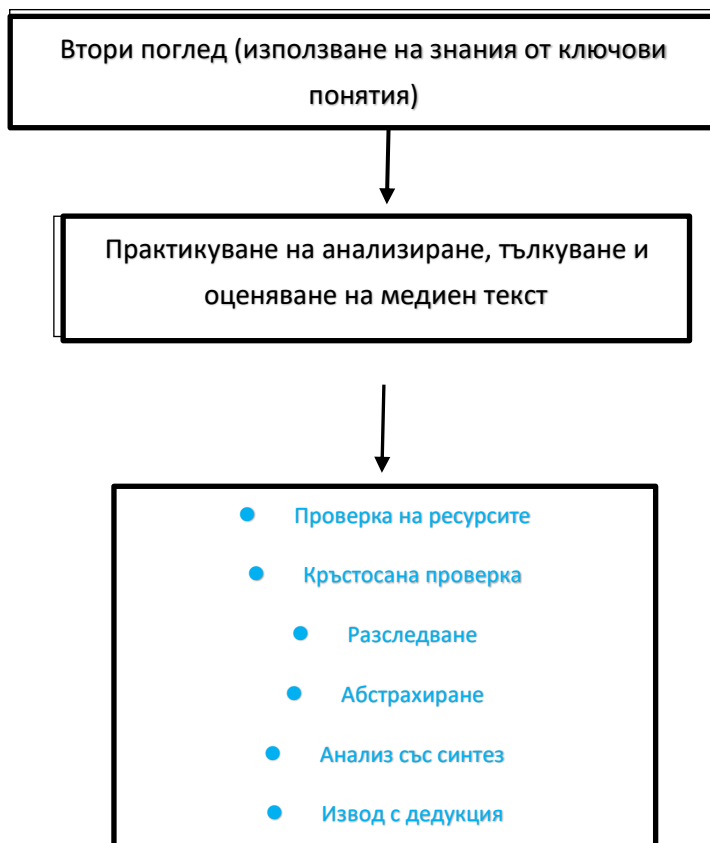 Втори поглед (използване на знания от ключови
понятия)
Практикуване на анализиране, тълкуване и
оценяване на медиен текст
● Проверка на ресурсите
● Кръстосана проверка
● Разследване
● Абстрахиране
● Анализ със синтез
● Извод с дедукция